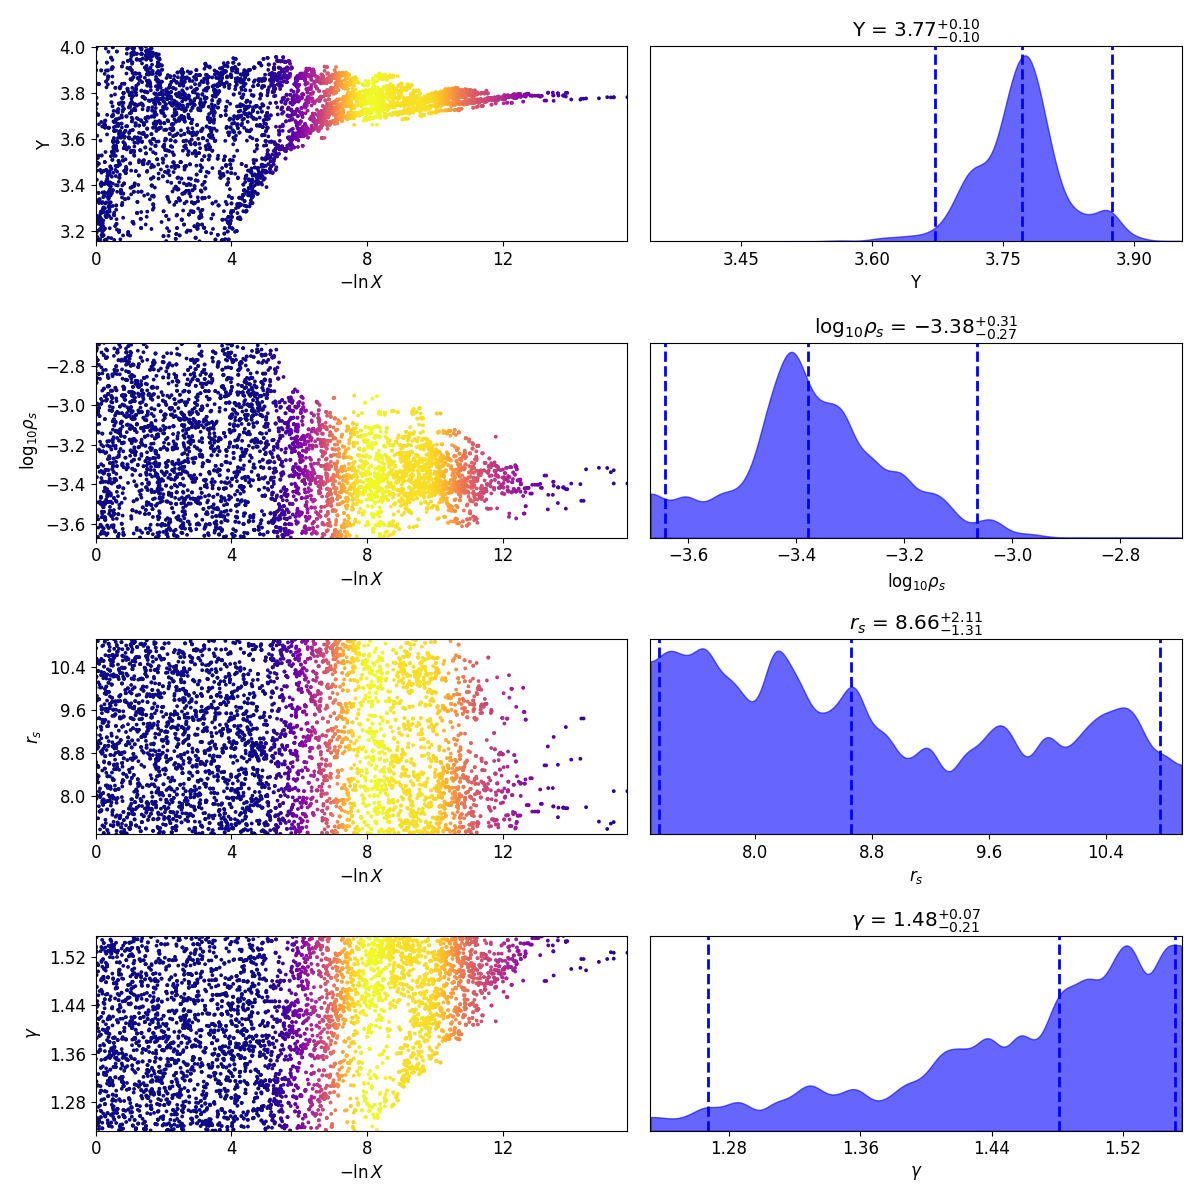 Y = 3.77+0.10−0.10
4.0
3.8
3.6
3.4
3.2
Y
0 4 8 12
−ln X
3.45 3.60 3.75 3.90
Y
log10ρs = −3.38+0.31−0.27
−2.8
−3.0
−3.2
−3.4
−3.6
log10ρs
0 4 8 12
−ln X
−3.6 −3.4 −3.2 −3.0 −2.8
log10ρs
rs = 8.66+2.11−1.31
10.4
9.6
8.8
8.0
rs
0 4 8 12
−ln X
8.0 8.8 9.6 10.4
rs
γ = 1.48+0.07−0.21
1.52
1.44
1.36
1.28
γ
0 4 8 12
−ln X
1.28 1.36 1.44 1.52
γ